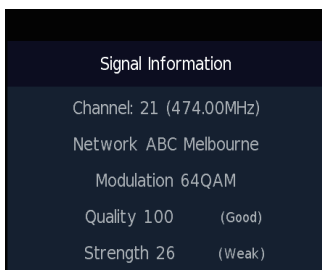 Signal Information
Channel: 21 (474.00MHz)
Network ABC Melbourne
Modulation 64QAM
Quality 100 (Good)
Strength 26 (Weak)